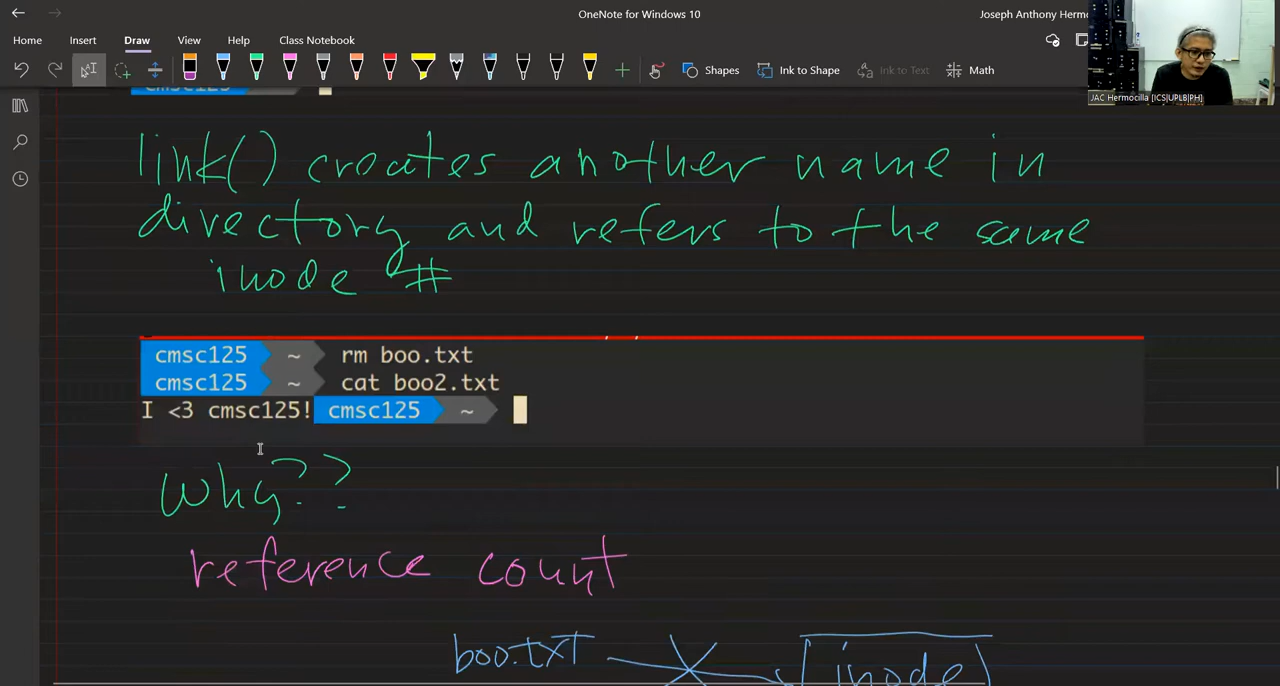 OneNote for Windows 10
Joseph Anthony Hermo
Home Insert Draw View Help Class Notebook
Shapes Ink to Shape Ink to Text Math
JAC Hermocilla [ICS|UPLB|PH]
cmsc125
link() creates another name in
directory and refers to the same
inode #
cmsc125 ~ rm boo.txt
cmsc125 ~ cat boo2.txt
I <3 cmsc125! cmsc125 ~
Why??
reference count
boo.txt inode